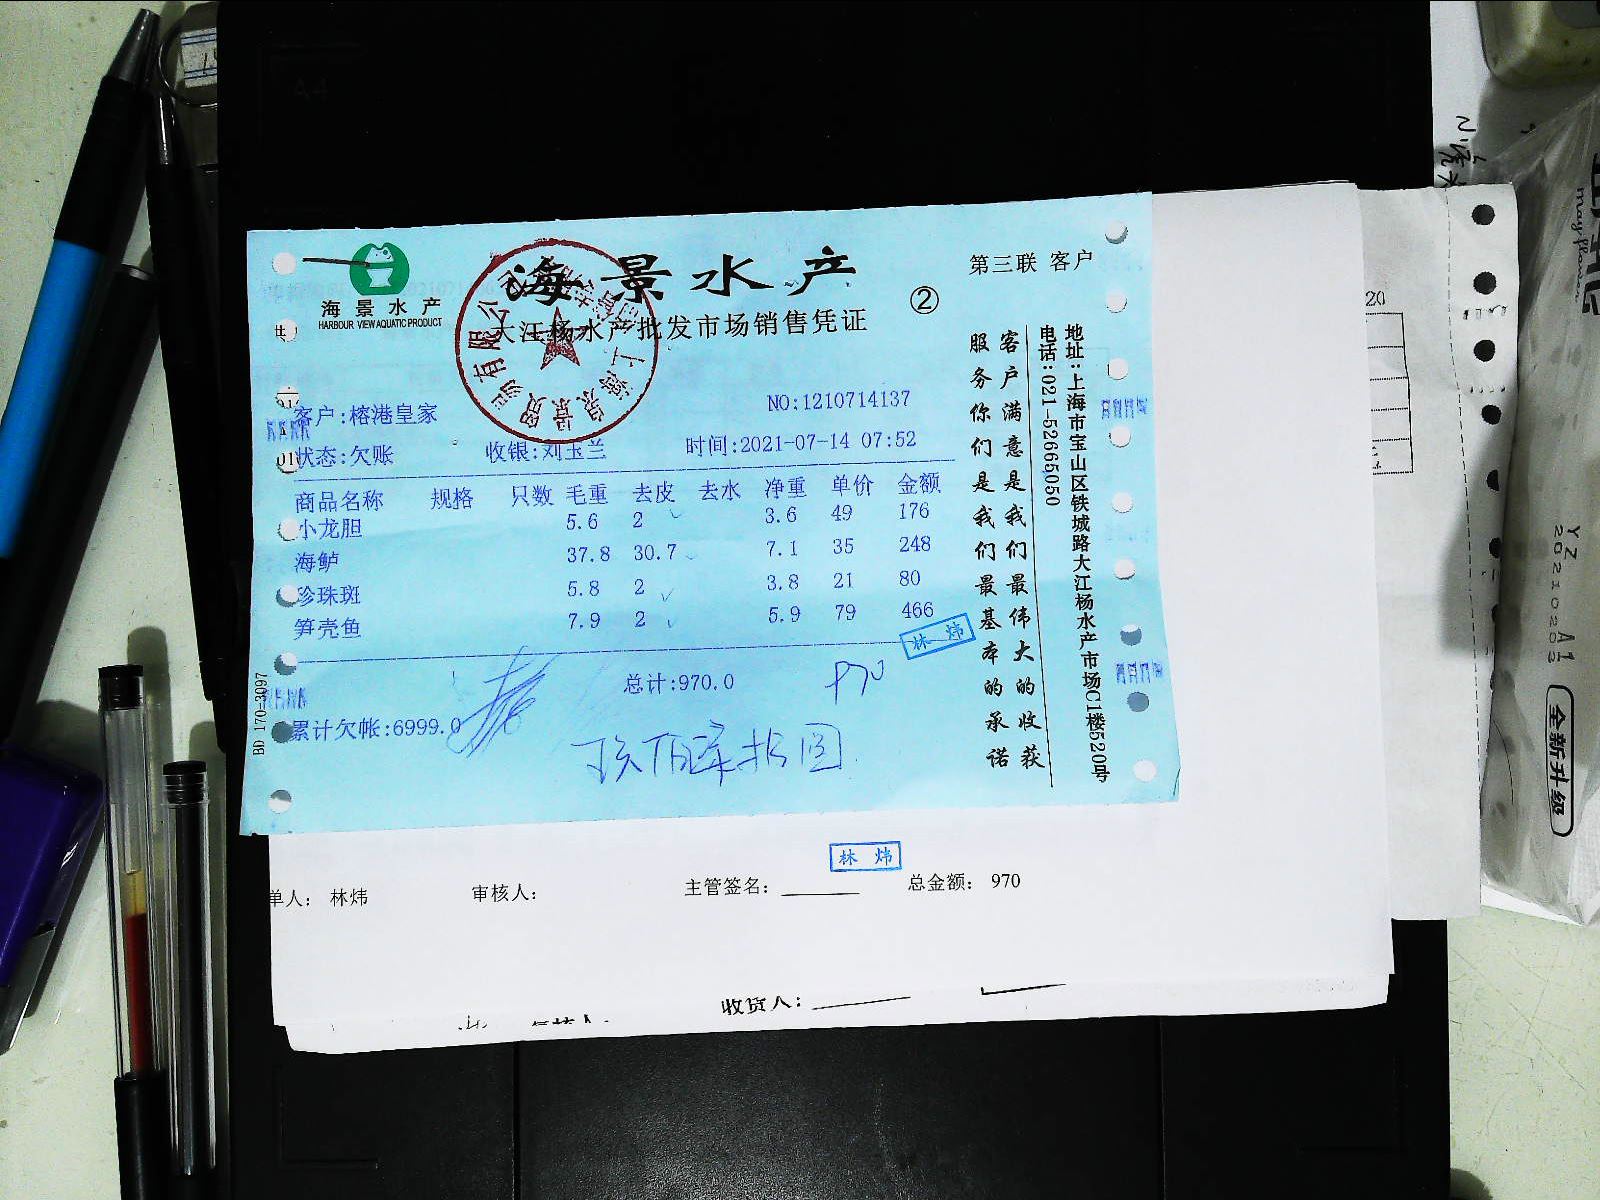 海景水产
HARBOUR VIEW AQUATIC PRODUCT
海景水产
大江杨水产批发市场销售凭证
②
第三联 客户
客户:榕港皇家
NO:1210714137
状态:欠账
收银:刘玉兰
时间:2021-07-14 07:52
商品名称 规格 只数 毛重 去皮 去水 净重 单价 金额
小龙胆 5.6 2 3.6 49 176
海鲈 37.8 30.7 7.1 35 248
珍珠斑 5.8 2 3.8 21 80
笋壳鱼 7.9 2 5.9 79 466
林炜
总计:970.0
970
累计欠帐:6999.0
BD 170-3097
客户满意是我们最伟大的收获
服务你们是我们最基本的承诺
地址:上海市宝山区铁城路大江杨水产市场C1楼520号
电话:021-52665050
林炜
单人: 林炜 审核人: 主管签名: 总金额: 970
收货人:
20
YZ
20210203 A1
全新升级